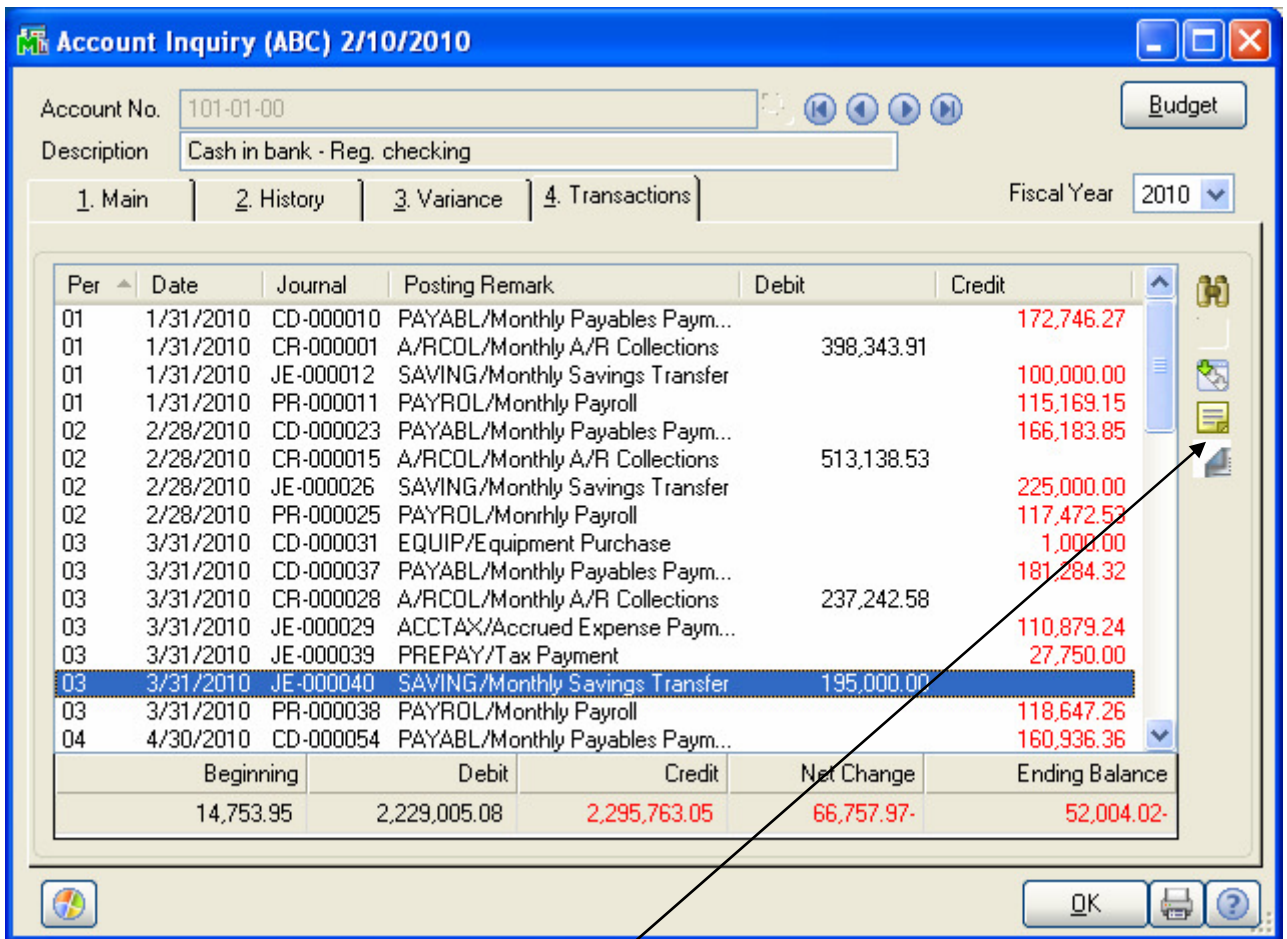 Account Inquiry (ABC) 2/10/2010
Account No. 101-01-00 Budget
Description Cash in bank - Reg. checking
1. Main 2. History 3. Variance 4. Transactions Fiscal Year 2010
Per Date Journal Posting Remark Debit Credit
01 1/31/2010 CD-000010 PAYABL/Monthly Payables Paym... 172,746.27
01 1/31/2010 CR-000001 A/RCOL/Monthly A/R Collections 398,343.91
01 1/31/2010 JE-000012 SAVING/Monthly Savings Transfer 100,000.00
01 1/31/2010 PR-000011 PAYROL/Monthly Payroll 115,169.15
02 2/28/2010 CD-000023 PAYABL/Monthly Payables Paym... 166,183.85
02 2/28/2010 CR-000015 A/RCOL/Monthly A/R Collections 513,138.53
02 2/28/2010 JE-000026 SAVING/Monthly Savings Transfer 225,000.00
02 2/28/2010 PR-000025 PAYROL/Monrhly Payroll 117,472.53
03 3/31/2010 CD-000031 EQUIP/Equipment Purchase 1,000.00
03 3/31/2010 CD-000037 PAYABL/Monthly Payables Paym... 181,284.32
03 3/31/2010 CR-000028 A/RCOL/Monthly A/R Collections 237,242.58
03 3/31/2010 JE-000029 ACCTAX/Accrued Expense Paym... 110,879.24
03 3/31/2010 JE-000039 PREPAY/Tax Payment 27,750.00
03 3/31/2010 JE-000040 SAVING/Monthly Savings Transfer 195,000.00
03 3/31/2010 PR-000038 PAYROL/Monthly Payroll 118,647.26
04 4/30/2010 CD-000054 PAYABL/Monthly Payables Paym... 160,936.36
Beginning Debit Credit Net Change Ending Balance
14,753.95 2,229,005.08 2,295,763.05 66,757.97- 52,004.02-
OK